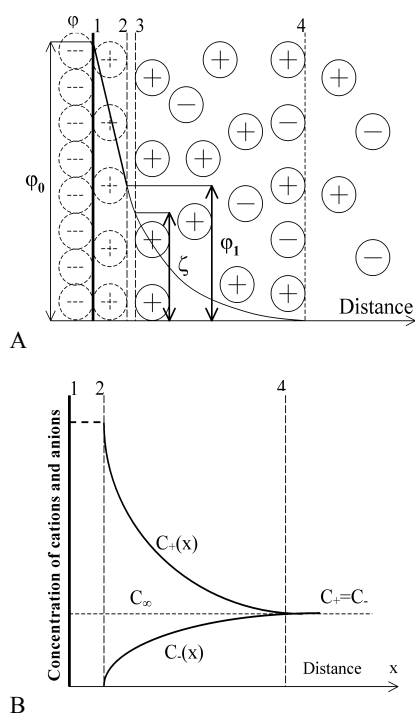 φ 1 2 3 4
φ₀
φ₁
ζ
Distance
A
1 2 4
Concentration of cations and anions
C₊(x)
C∞ C₊=C₋
C₋(x)
Distance x
B